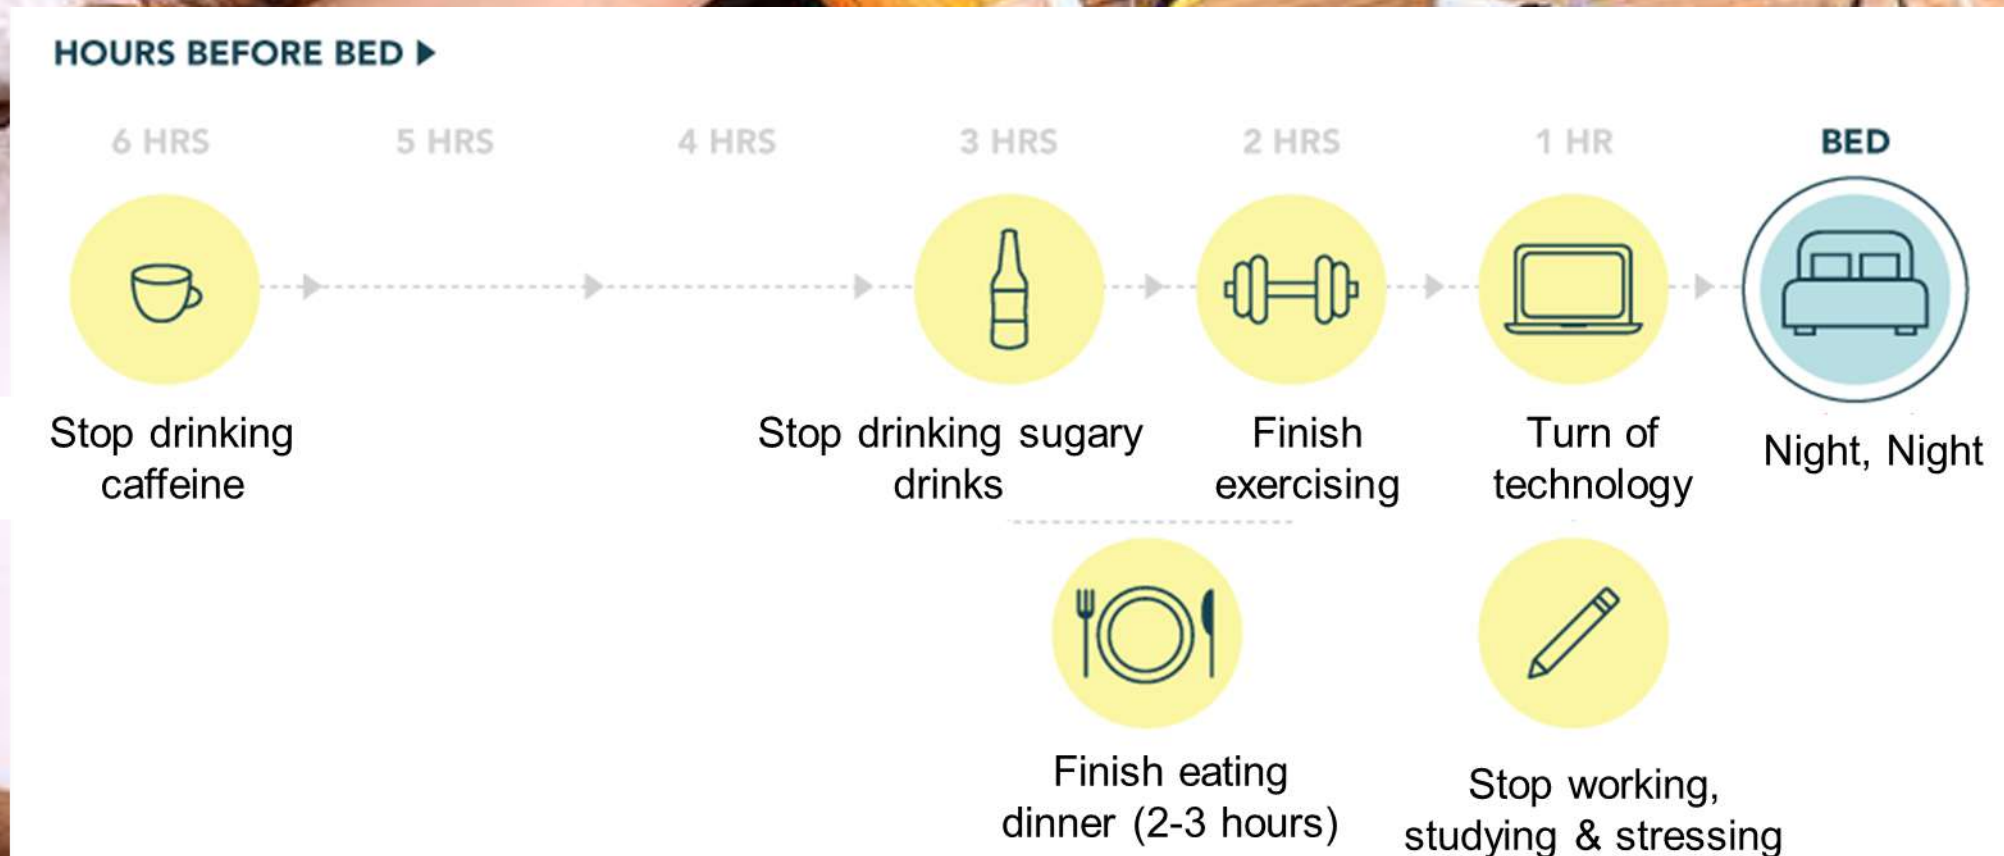 HOURS BEFORE BED
6 HRS 5 HRS 4 HRS 3 HRS 2 HRS 1 HR BED
Stop drinking
caffeine
Stop drinking sugary
drinks
Finish
exercising
Turn of
technology
Night, Night
Finish eating
dinner (2-3 hours)
Stop working,
studying & stressing